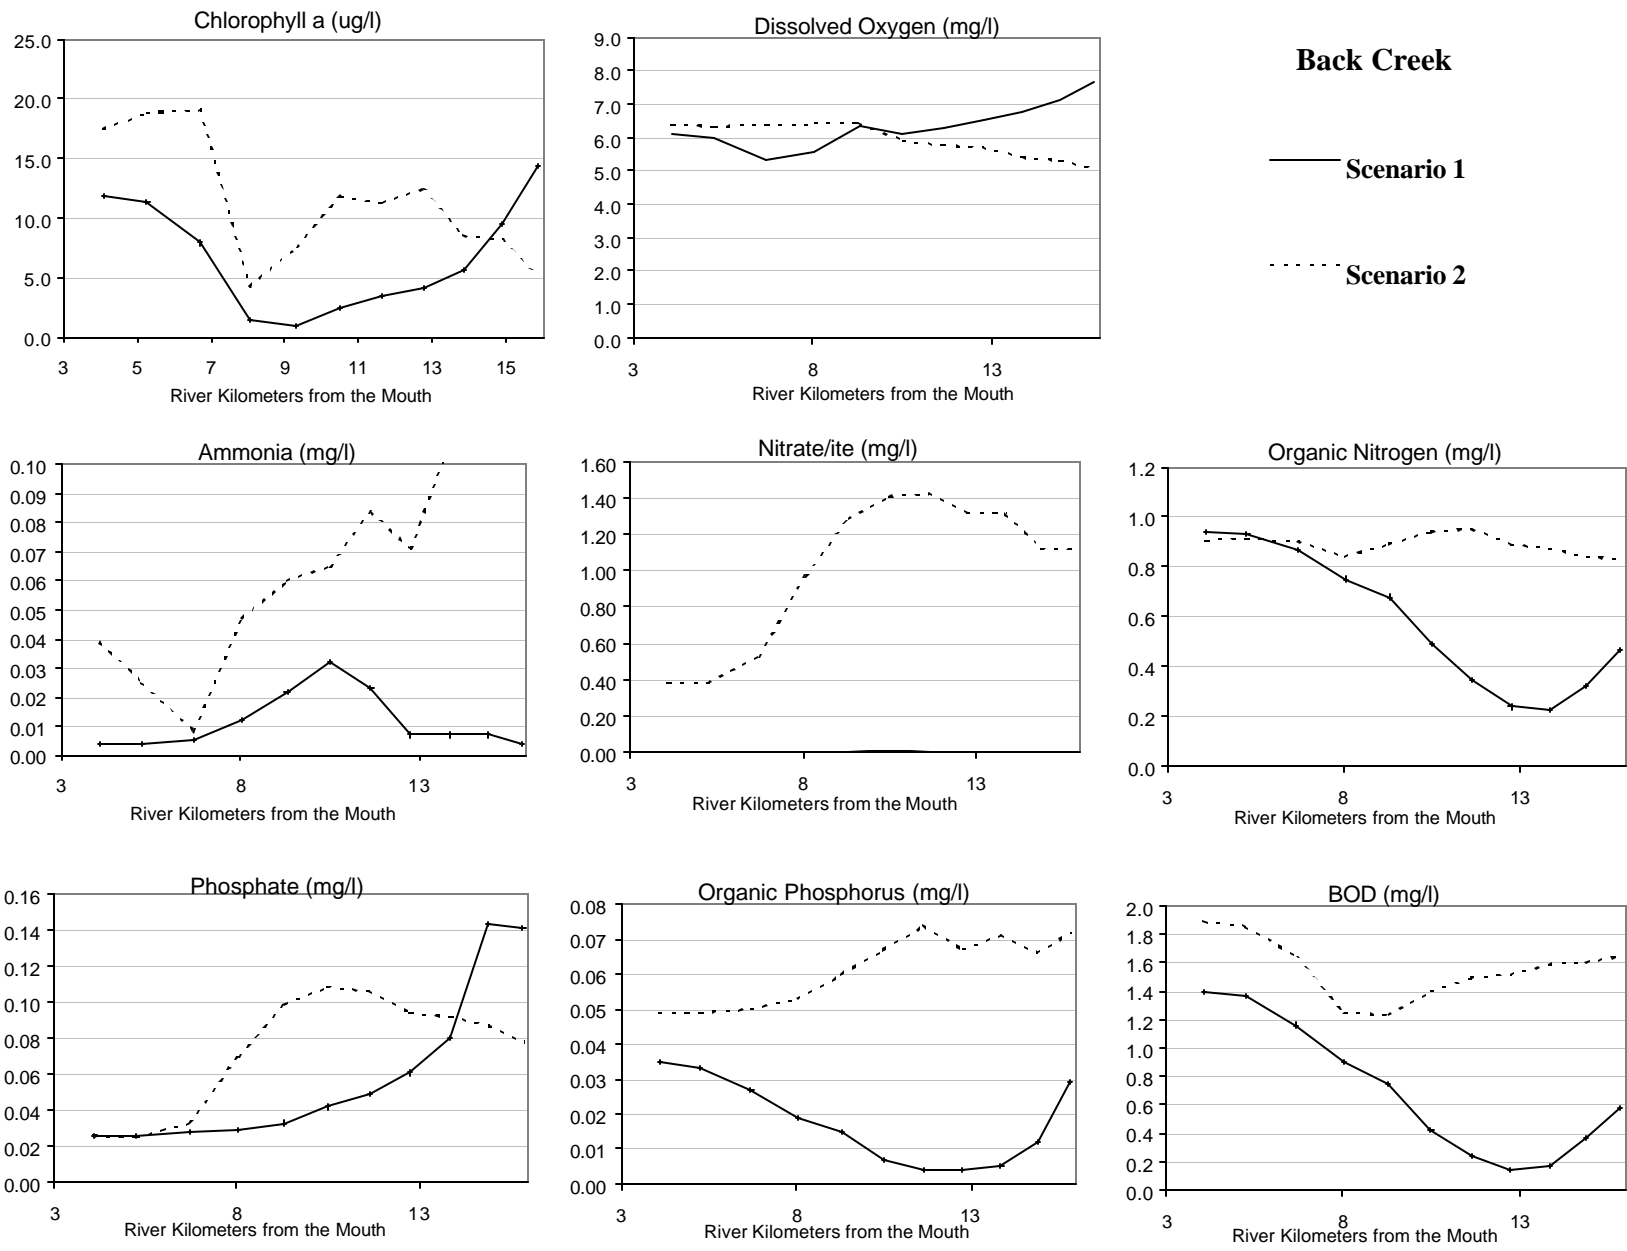 Chlorophyll a (ug/l)
25.0
20.0
15.0
10.0
5.0
0.0
3 5 7 9 11 13 15
River Kilometers from the Mouth
Dissolved Oxygen (mg/l)
9.0
8.0
7.0
6.0
5.0
4.0
3.0
2.0
1.0
0.0
3 8 13
River Kilometers from the Mouth
Back Creek
Scenario 1
Scenario 2
Ammonia (mg/l)
0.10
0.09
0.08
0.07
0.06
0.05
0.04
0.03
0.02
0.01
0.00
3 8 13
River Kilometers from the Mouth
Nitrate/ite (mg/l)
1.60
1.40
1.20
1.00
0.80
0.60
0.40
0.20
0.00
3 8 13
River Kilometers from the Mouth
Organic Nitrogen (mg/l)
1.2
1.0
0.8
0.6
0.4
0.2
0.0
3 8 13
River Kilometers from the Mouth
Phosphate (mg/l)
0.16
0.14
0.12
0.10
0.08
0.06
0.04
0.02
0.00
3 8 13
River Kilometers from the Mouth
Organic Phosphorus (mg/l)
0.08
0.07
0.06
0.05
0.04
0.03
0.02
0.01
0.00
3 8 13
River Kilometers from the Mouth
BOD (mg/l)
2.0
1.8
1.6
1.4
1.2
1.0
0.8
0.6
0.4
0.2
0.0
3 8 13
River Kilometers from the Mouth